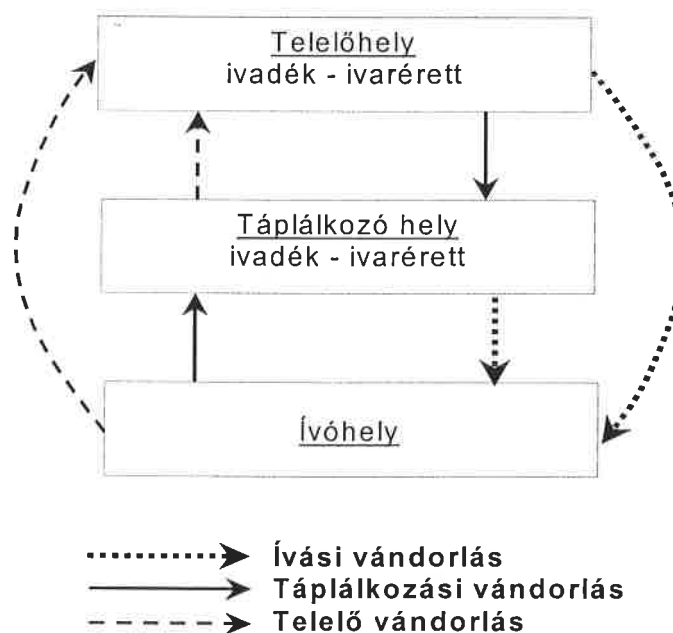 Telelőhely
ivadék - ivarérett
Táplálkozó hely
ivadék - ivarérett
Ívóhely
Ívási vándorlás
Táplálkozási vándorlás
Telelő vándorlás